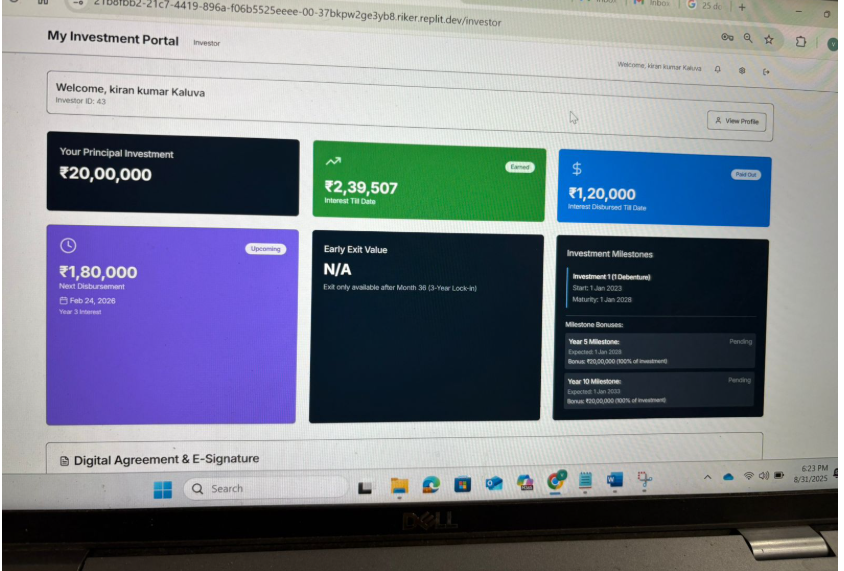 21b8fbb2-21c7-4419-896a-f06b5525eeee-00-37bkpw2ge3yb8.riker.replit.dev/investor
Inbox
25 de
My Investment Portal
Investor
Welcome, kiran kumar Kaluva
Welcome, kiran kumar Kaluva
Investor ID: 43
View Profile
Your Principal Investment
₹20,00,000
Earned
₹2,39,507
Interest Till Date
Paid Out
₹1,20,000
Interest Disbursed Till Date
Upcoming
₹1,80,000
Next Disbursement
Feb 24, 2026
Year 3 Interest
Early Exit Value
N/A
Exit only available after Month 36 (3-Year Lock-in)
Investment Milestones
Investment 1 (1 Debenture)
Start: 1 Jan 2023
Maturity: 1 Jan 2028
Milestone Bonuses:
Year 5 Milestone:
Pending
Expected: 1 Jan 2028
Bonus: ₹20,00,000 (100% of investment)
Year 10 Milestone:
Pending
Expected: 1 Jan 2033
Bonus: ₹20,00,000 (100% of investment)
Digital Agreement & E-Signature
Search
6:23 PM
8/31/2025
DELL